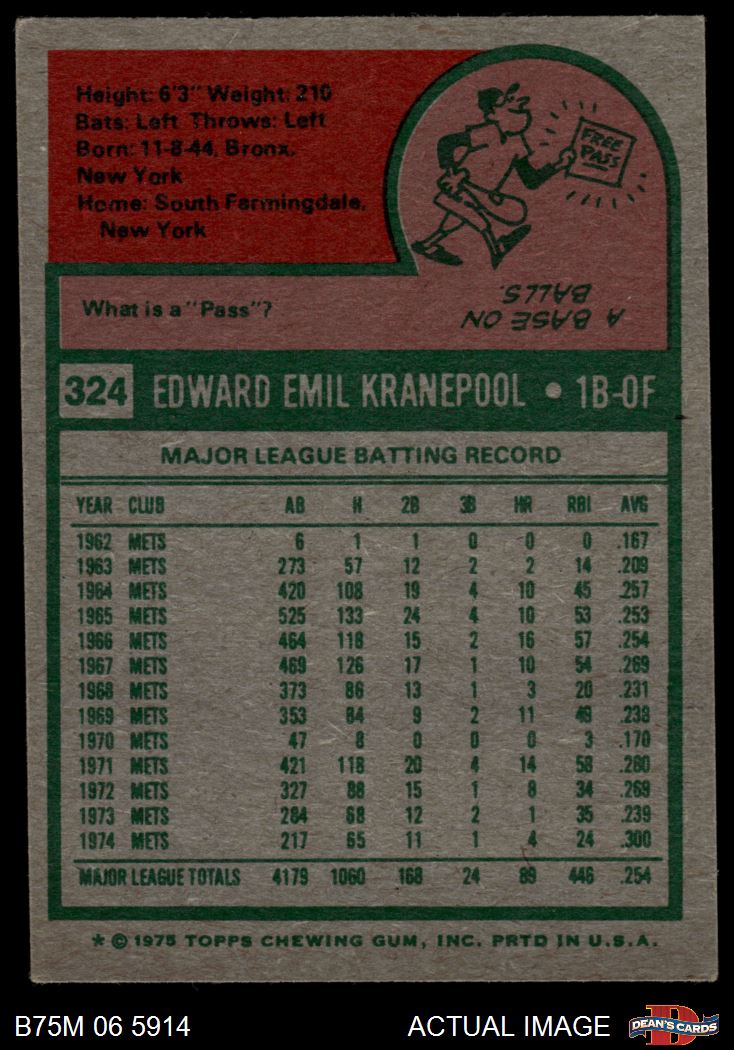 Height: 6'3" Weight: 210
Bats: Left Throws: Left
Born: 11-8-44, Bronx,
New York
Home: South Farmingdale,
New York
FREE
PASS
What is a "Pass"?
A BASE ON
BALLS.
324 EDWARD EMIL KRANEPOOL • 1B-OF
MAJOR LEAGUE BATTING RECORD
YEAR CLUB AB H 2B 3B HR RBI AVG
1962 METS 6 1 1 0 0 0 .167
1963 METS 273 57 12 2 2 14 .209
1964 METS 420 108 19 4 10 45 .257
1965 METS 525 133 24 4 10 53 .253
1966 METS 464 118 15 2 16 57 .254
1967 METS 469 126 17 1 10 54 .269
1968 METS 373 86 13 1 3 20 .231
1969 METS 353 84 9 2 11 49 .238
1970 METS 47 8 0 0 0 3 .170
1971 METS 421 118 20 4 14 58 .280
1972 METS 327 88 15 1 8 34 .269
1973 METS 284 68 12 2 1 35 .239
1974 METS 217 65 11 1 4 24 .300
MAJOR LEAGUE TOTALS 4179 1060 168 24 89 446 .254
* © 1975 TOPPS CHEWING GUM, INC. PRTD IN U.S.A.
B75M 06 5914 ACTUAL IMAGE
D
DEAN'S CARDS